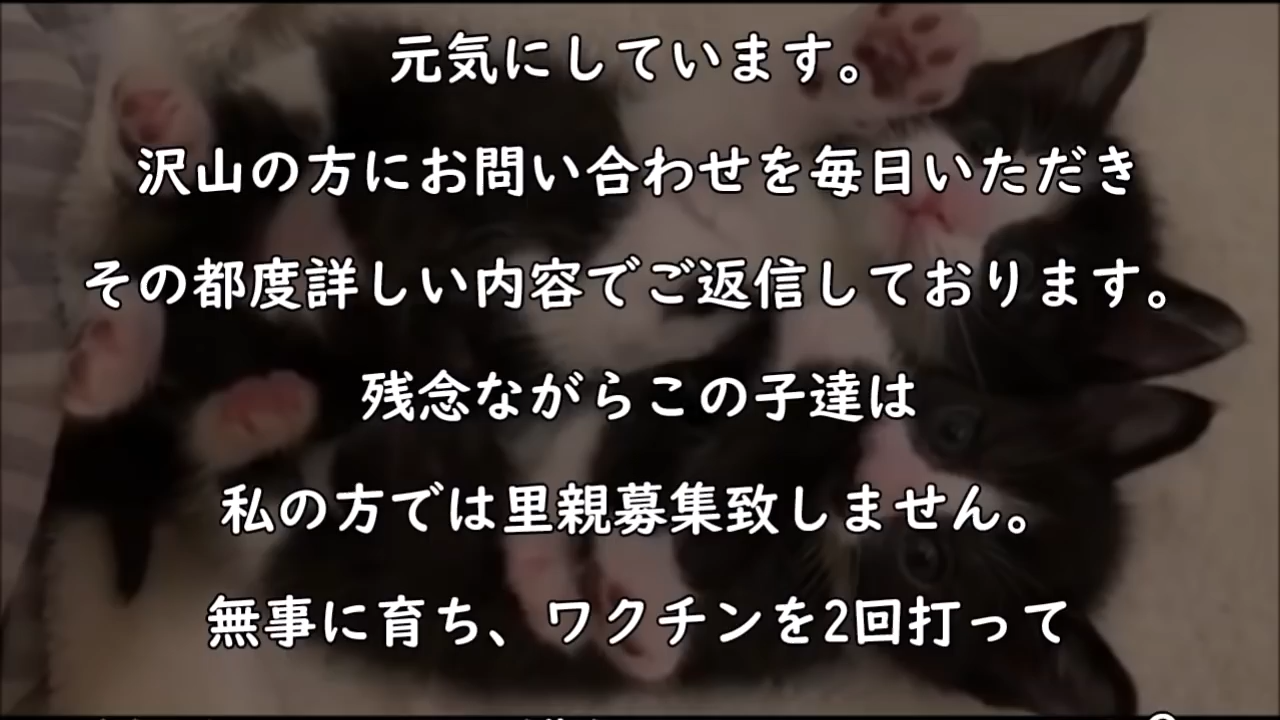 元気にしています。
沢山の方にお問い合わせを毎日いただき
その都度詳しい内容でご返信しております。
残念ながらこの子達は
私の方では里親募集致しません。
無事に育ち、ワクチンを2回打って